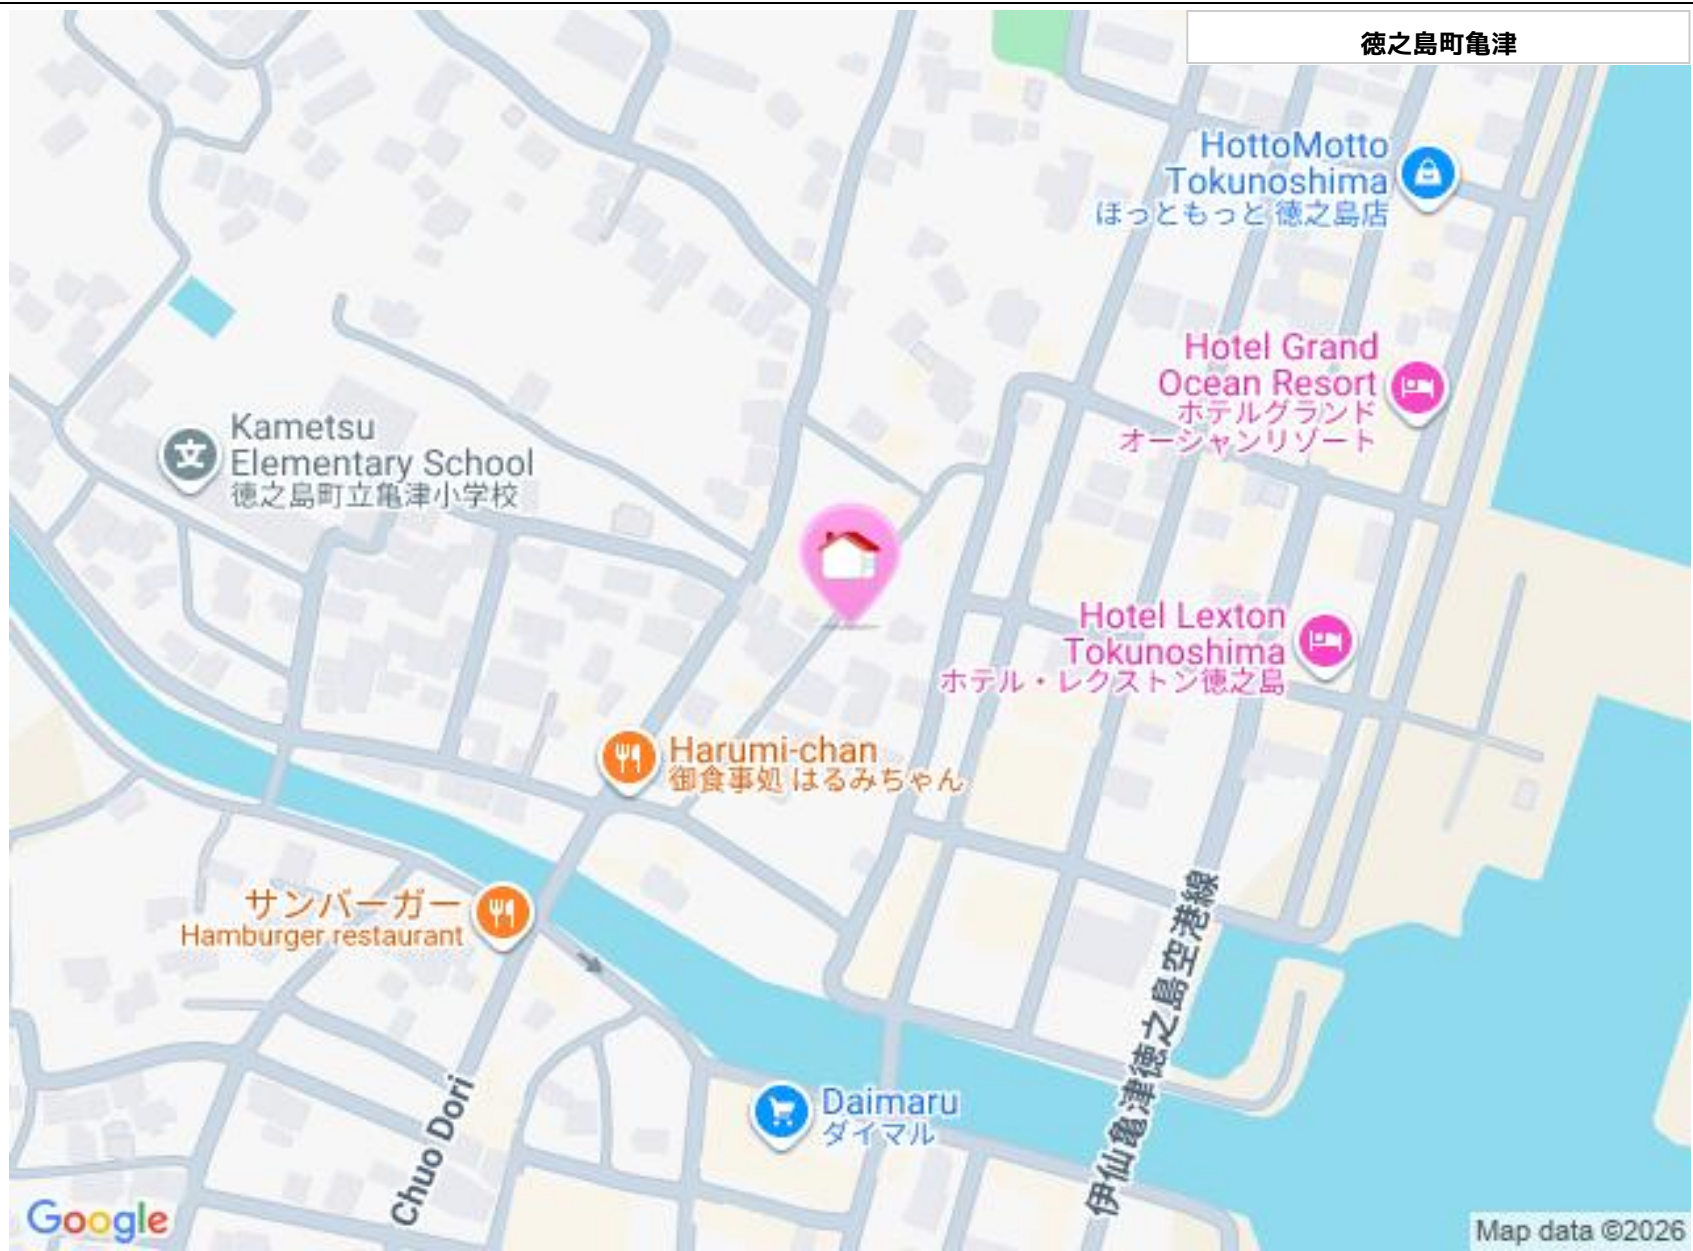 徳之島町亀津
HottoMotto
Tokunoshima
ほっともっと 徳之島店
Hotel Grand
Ocean Resort
ホテルグランド
オーシャンリゾート
Kametsu
Elementary School
徳之島町立亀津小学校
Hotel Lexton
Tokunoshima
ホテル・レクストン徳之島
Harumi-chan
御食事処 はるみちゃん
サンバーガー
Hamburger restaurant
伊仙亀津徳之島空港線
Chuo Dori
Daimaru
ダイマル
Google
Map data ©2026